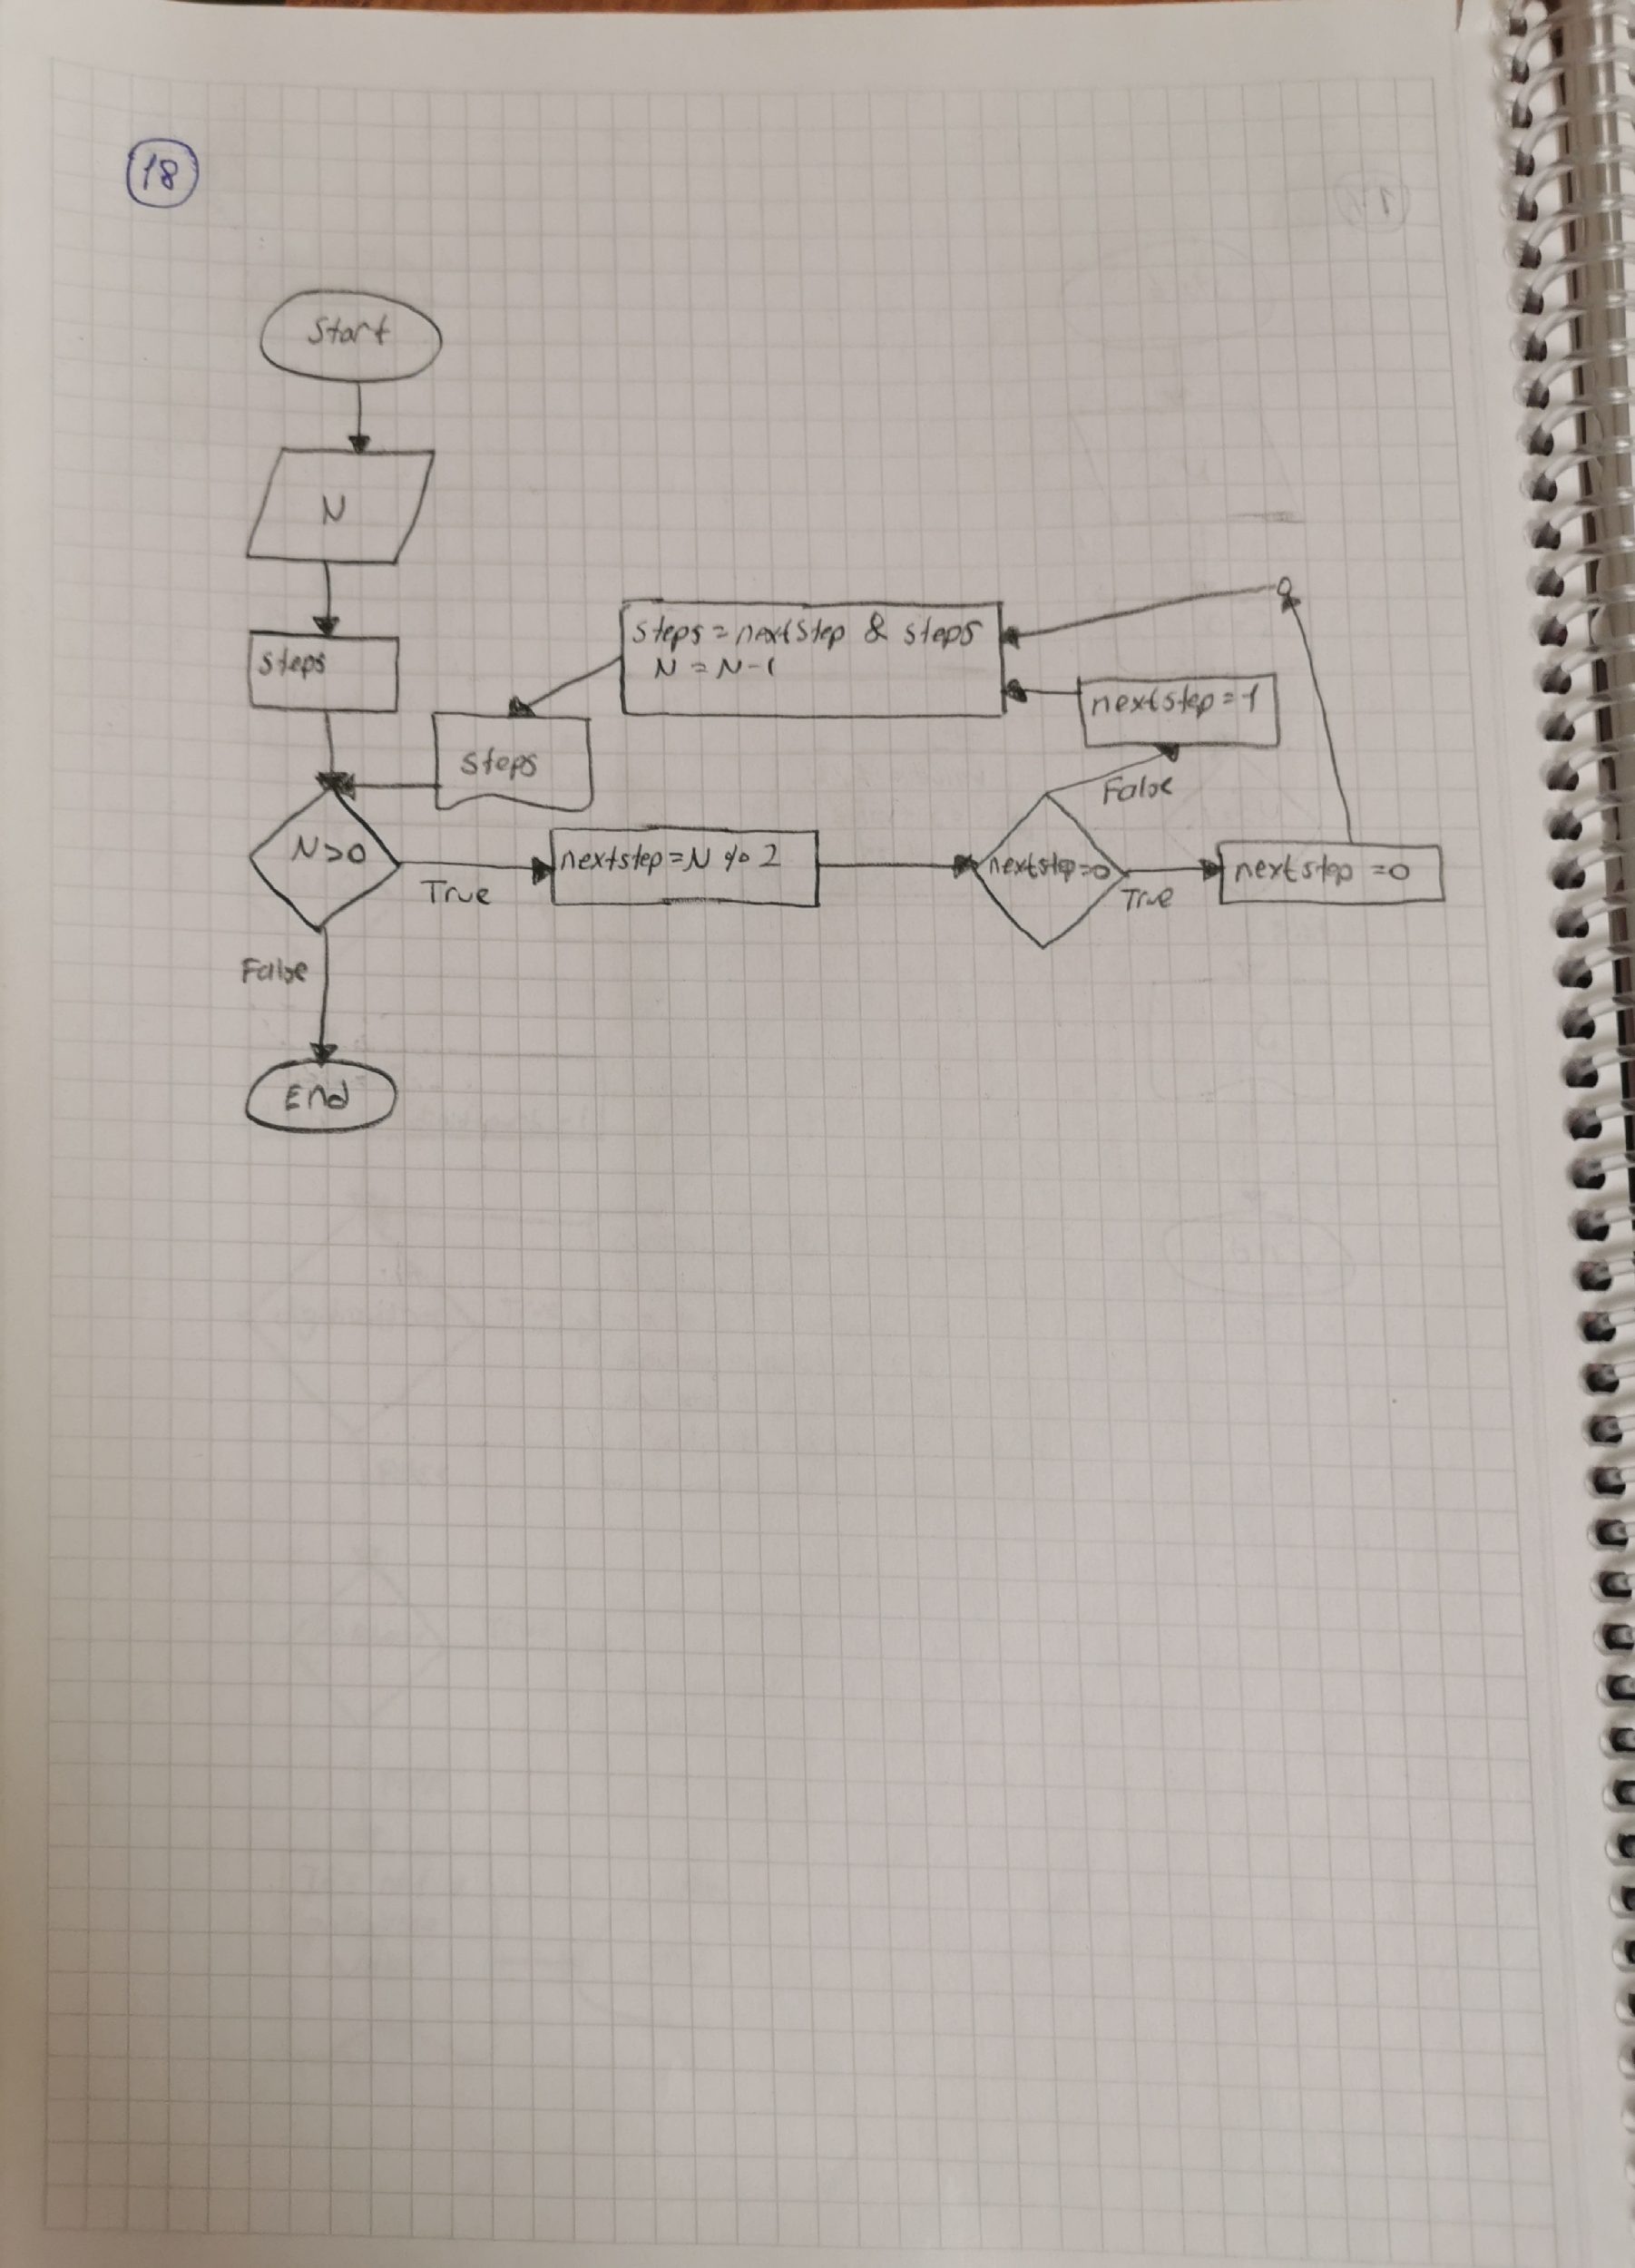 18
Start
N
steps
steps = nextstep & steps
N = N-1
nextstep = 1
steps
False
N>0
True
nextstep = N % 2
nextstep=0
True
nextstep = 0
False
End